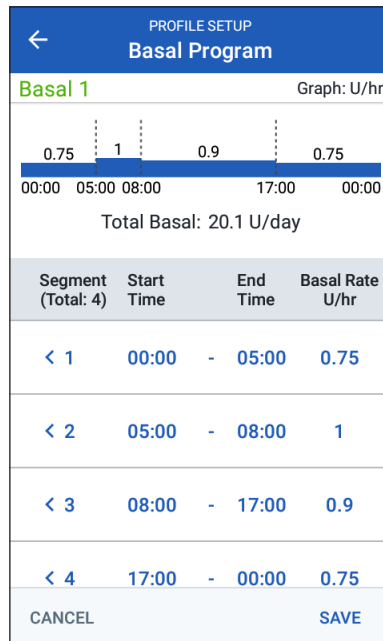 PROFILE SETUP
Basal Program
Basal 1 Graph: U/hr
0.75 1 0.9 0.75
00:00 05:00 08:00 17:00 00:00
Total Basal: 20.1 U/day
Segment Start End Basal Rate
(Total: 4) Time Time U/hr
< 1 00:00 - 05:00 0.75
< 2 05:00 - 08:00 1
< 3 08:00 - 17:00 0.9
< 4 17:00 - 00:00 0.75
CANCEL SAVE